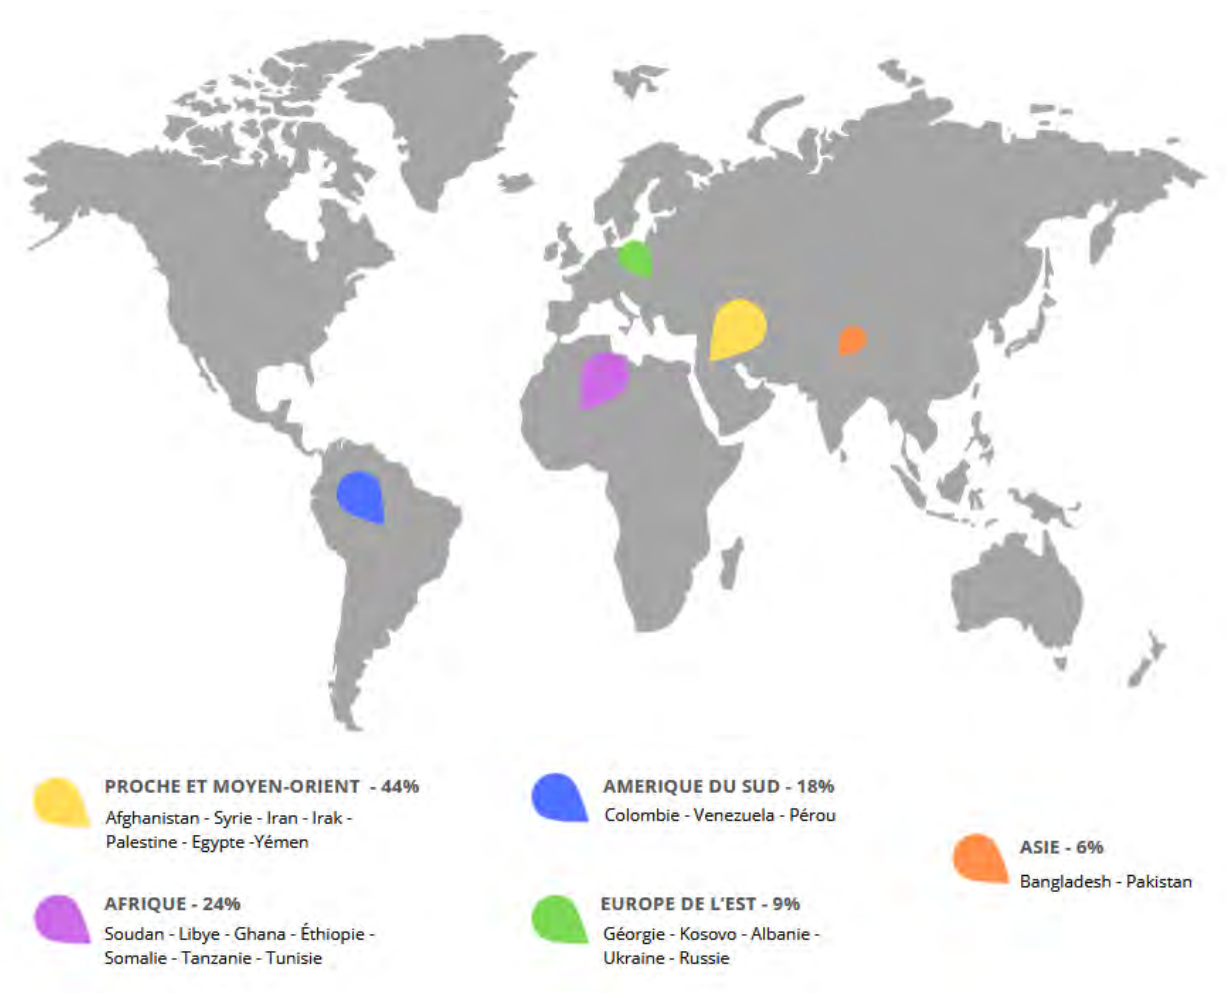 PROCHE ET MOYEN-ORIENT - 44%
Afghanistan - Syrie - Iran - Irak -
Palestine - Egypte -Yémen
AFRIQUE - 24%
Soudan - Libye - Ghana - Éthiopie -
Somalie - Tanzanie - Tunisie
AMERIQUE DU SUD - 18%
Colombie - Venezuela - Pérou
EUROPE DE L'EST - 9%
Géorgie - Kosovo - Albanie -
Ukraine - Russie
ASIE - 6%
Bangladesh - Pakistan